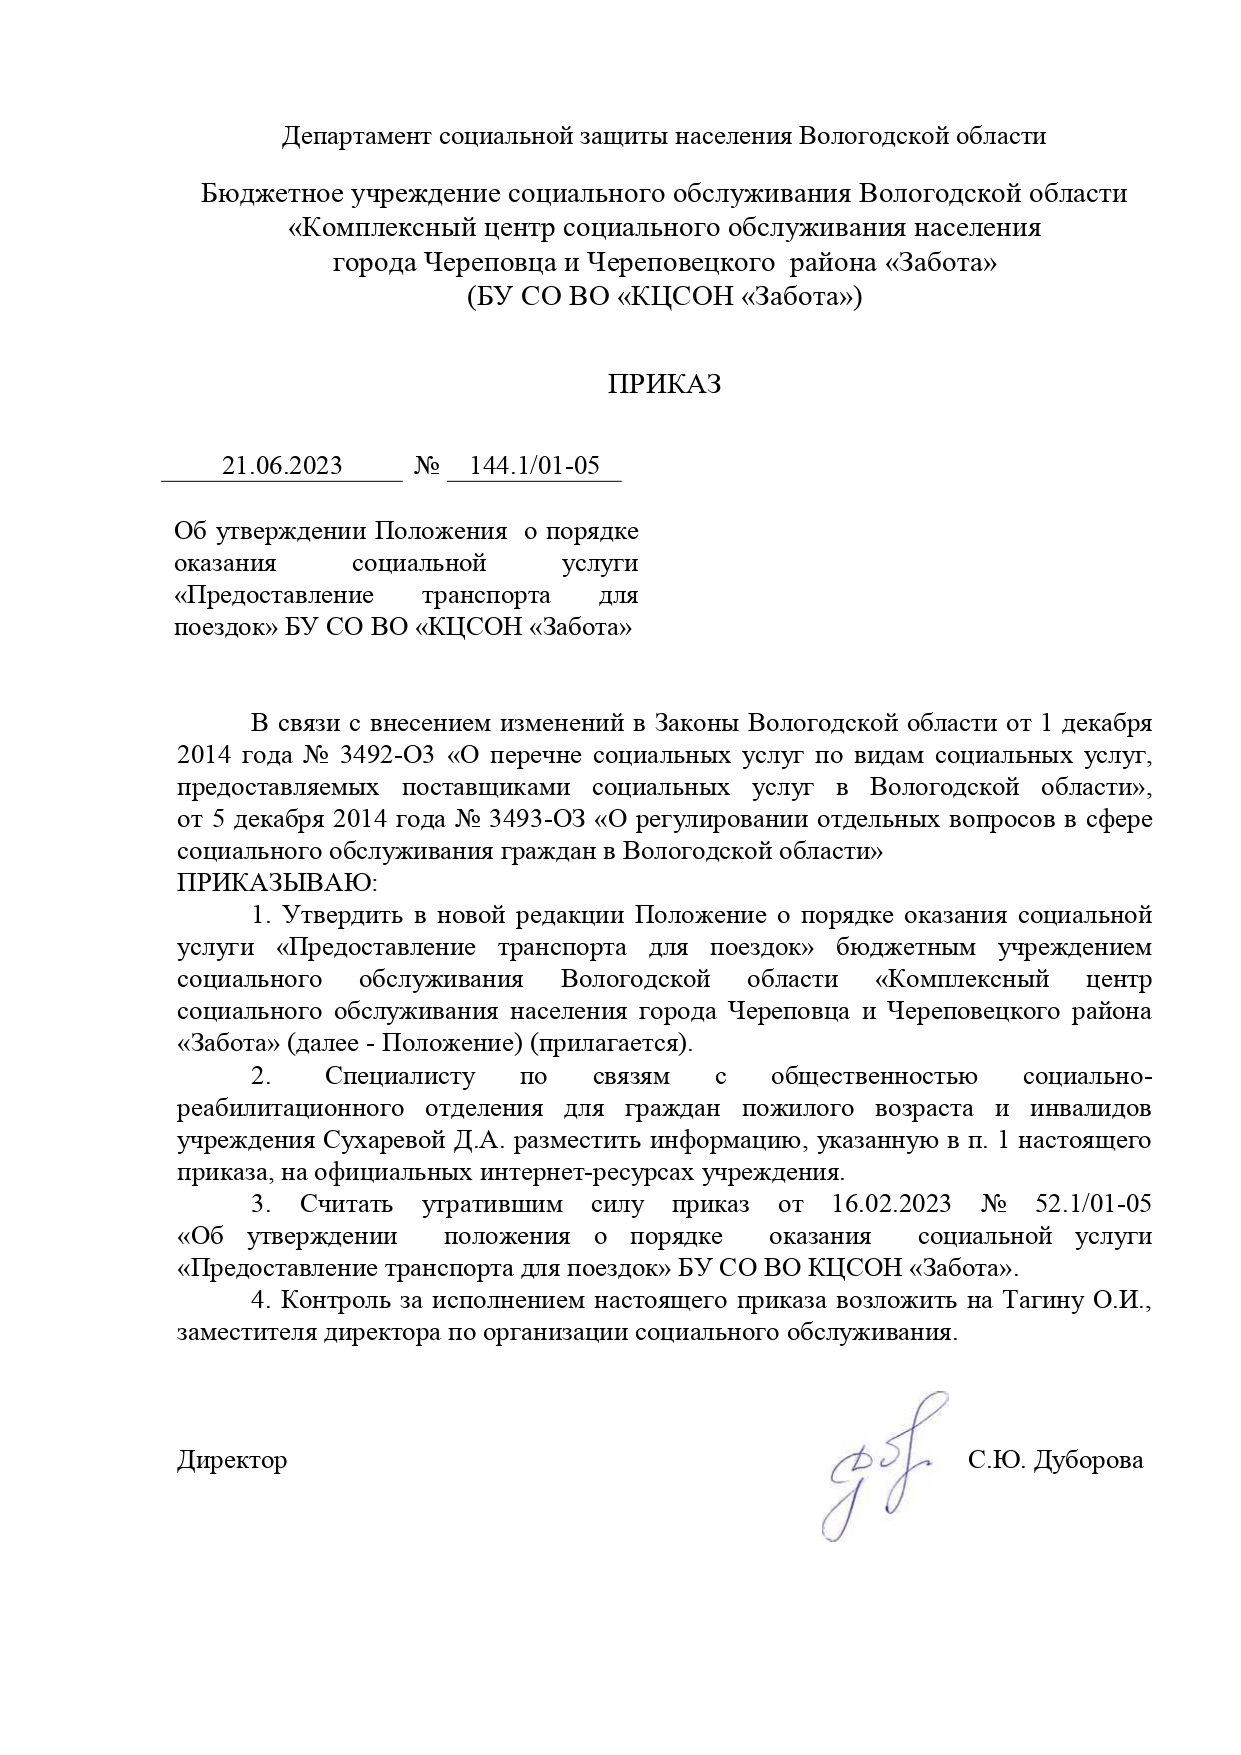 Департамент социальной защиты населения Вологодской области
Бюджетное учреждение социального обслуживания Вологодской области
«Комплексный центр социального обслуживания населения
города Череповца и Череповецкого района «Забота»
(БУ СО ВО «КЦСОН «Забота»)
ПРИКАЗ
21.06.2023 № 144.1/01-05
Об утверждении Положения о порядке
оказания социальной услуги
«Предоставление транспорта для
поездок» БУ СО ВО «КЦСОН «Забота»
В связи с внесением изменений в Законы Вологодской области от 1 декабря
2014 года № 3492-ОЗ «О перечне социальных услуг по видам социальных услуг,
предоставляемых поставщиками социальных услуг в Вологодской области»,
от 5 декабря 2014 года № 3493-ОЗ «О регулировании отдельных вопросов в сфере
социального обслуживания граждан в Вологодской области»
ПРИКАЗЫВАЮ:
1. Утвердить в новой редакции Положение о порядке оказания социальной
услуги «Предоставление транспорта для поездок» бюджетным учреждением
социального обслуживания Вологодской области «Комплексный центр
социального обслуживания населения города Череповца и Череповецкого района
«Забота» (далее - Положение) (прилагается).
2. Специалисту по связям с общественностью социально-
реабилитационного отделения для граждан пожилого возраста и инвалидов
учреждения Сухаревой Д.А. разместить информацию, указанную в п. 1 настоящего
приказа, на официальных интернет-ресурсах учреждения.
3. Считать утратившим силу приказ от 16.02.2023 № 52.1/01-05
«Об утверждении положения о порядке оказания социальной услуги
«Предоставление транспорта для поездок» БУ СО ВО КЦСОН «Забота».
4. Контроль за исполнением настоящего приказа возложить на Тагину О.И.,
заместителя директора по организации социального обслуживания.
Директор С.Ю. Дуборова